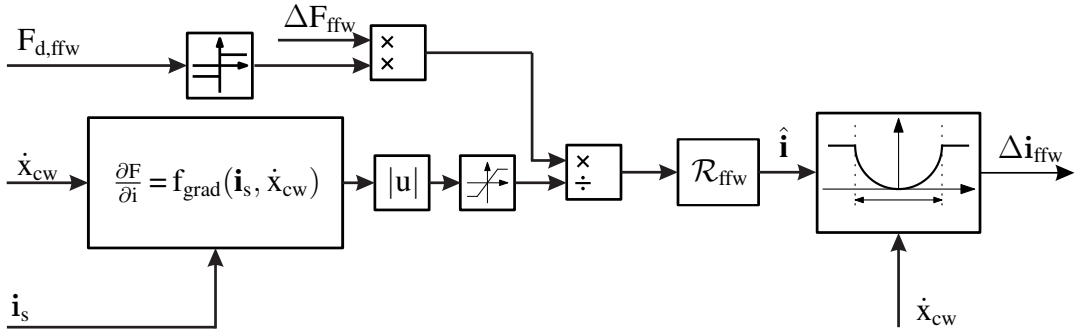 ΔF_ffw
F_d,ffw
×
×
ẋ_cw
∂F/∂i = f_grad(i_s, ẋ_cw)
|u|
×
÷
ℛ_ffw
î
Δi_ffw
i_s
ẋ_cw